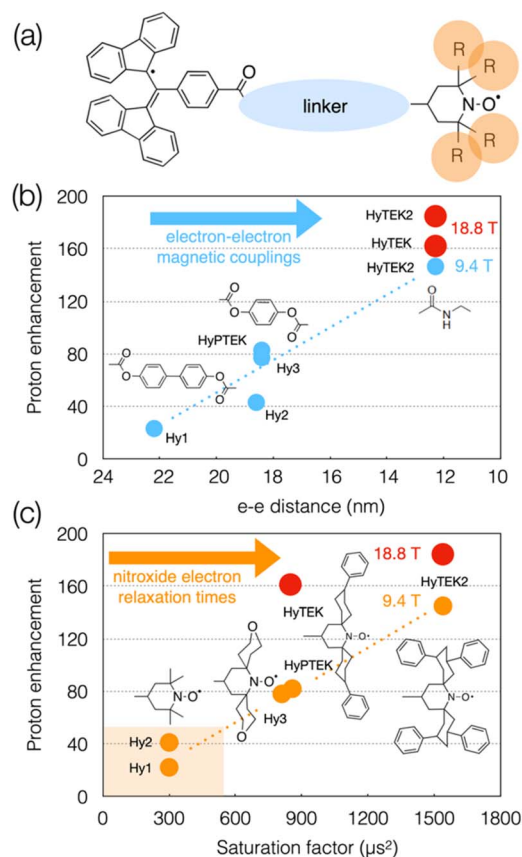 (a)
R
R
O
N-O•
linker
R
R
(b)
200
160
120
80
40
0
Proton enhancement
electron-electron
magnetic couplings
HyTEK2
18.8 T
HyTEK
HyTEK2
9.4 T
O
O
O
O
HyPTEK
Hy3
O
N
H
O
O
O
O
Hy2
Hy1
24
22
20
18
16
14
12
10
e-e distance (nm)
(c)
200
160
120
80
40
0
Proton enhancement
nitroxide electron
relaxation times
18.8 T
HyTEK2
9.4 T
HyTEK
HyPTEK
O
N-O•
O
N-O•
N-O•
N-O•
Hy3
Hy2
Hy1
0
300
600
900
1200
1500
1800
Saturation factor (µs²)